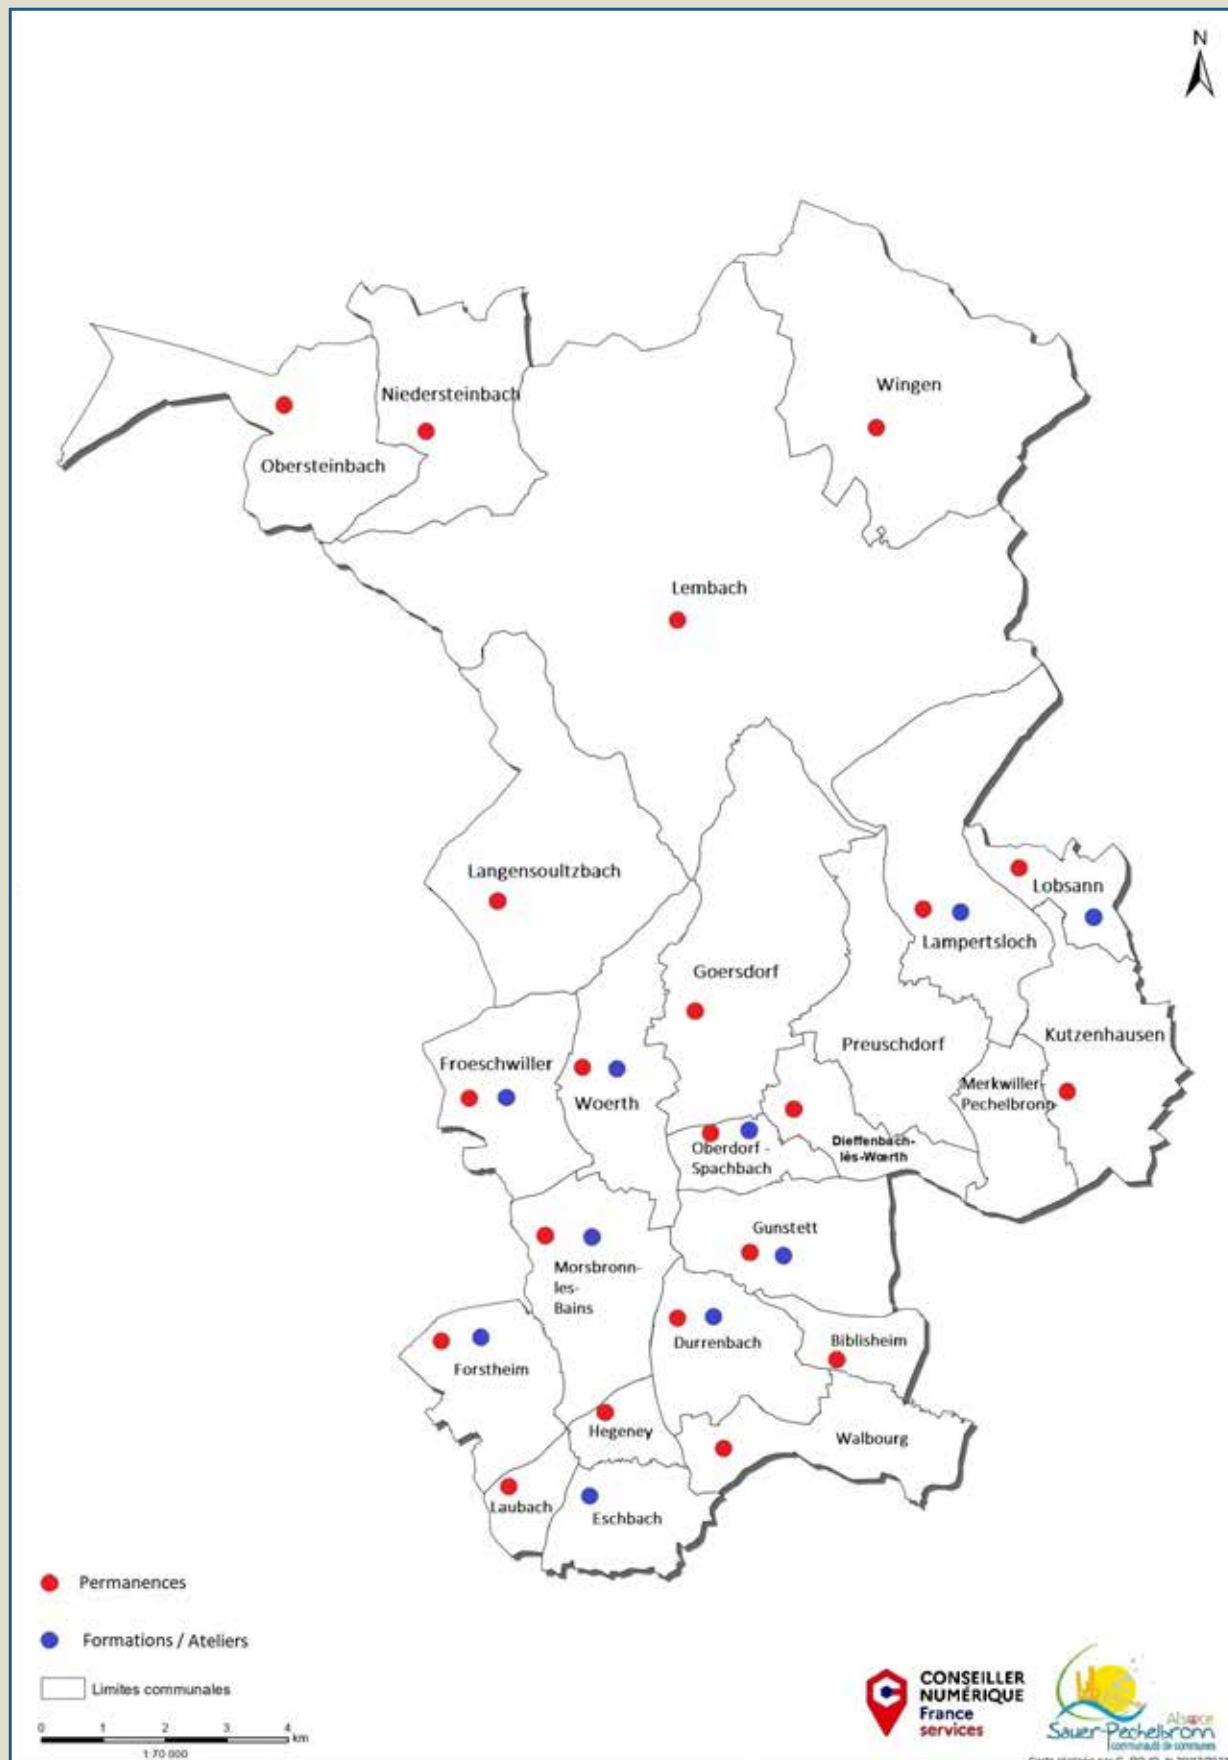 N
Niedersteinbach
Wingen
Obersteinbach
Lembach
Langensoultzbach
Lobsann
Lampertsloch
Goersdorf
Kutzenhausen
Preuschdorf
Froeschwiller
Merkwiller-
Pechelbronn
Woerth
Dieffenbach-
lès-Wœrth
Oberdorf -
Spachbach
Gunstett
Morsbronn-
les-
Bains
Durrenbach
Biblisheim
Forstheim
Hegeney
Walbourg
Laubach
Eschbach
Permanences
Formations / Ateliers
Limites communales
0 1 2 3 4
km
1:70 000
CONSEILLER
NUMÉRIQUE
France
services
Alsace
Sauer-Pechelbronn
communauté de communes